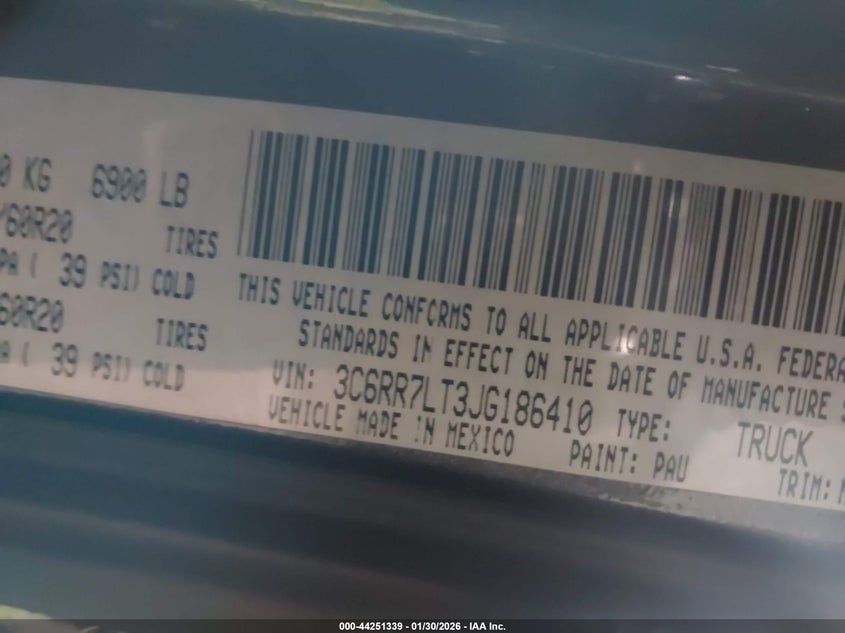 0 KG 6900 LB
/60R20 TIRES
PA ( 39 PSI) COLD
60R20 TIRES
A ( 39 PSI) COLD
THIS VEHICLE CONFORMS TO ALL APPLICABLE U.S.A. FEDERA
STANDARDS IN EFFECT ON THE DATE OF MANUFACTURE S
VIN: 3C6RR7LT3JG186410 TYPE: TRUCK
VEHICLE MADE IN MEXICO PAINT: PAU TRIM:
000-44251339 - 01/30/2026 - IAA Inc.